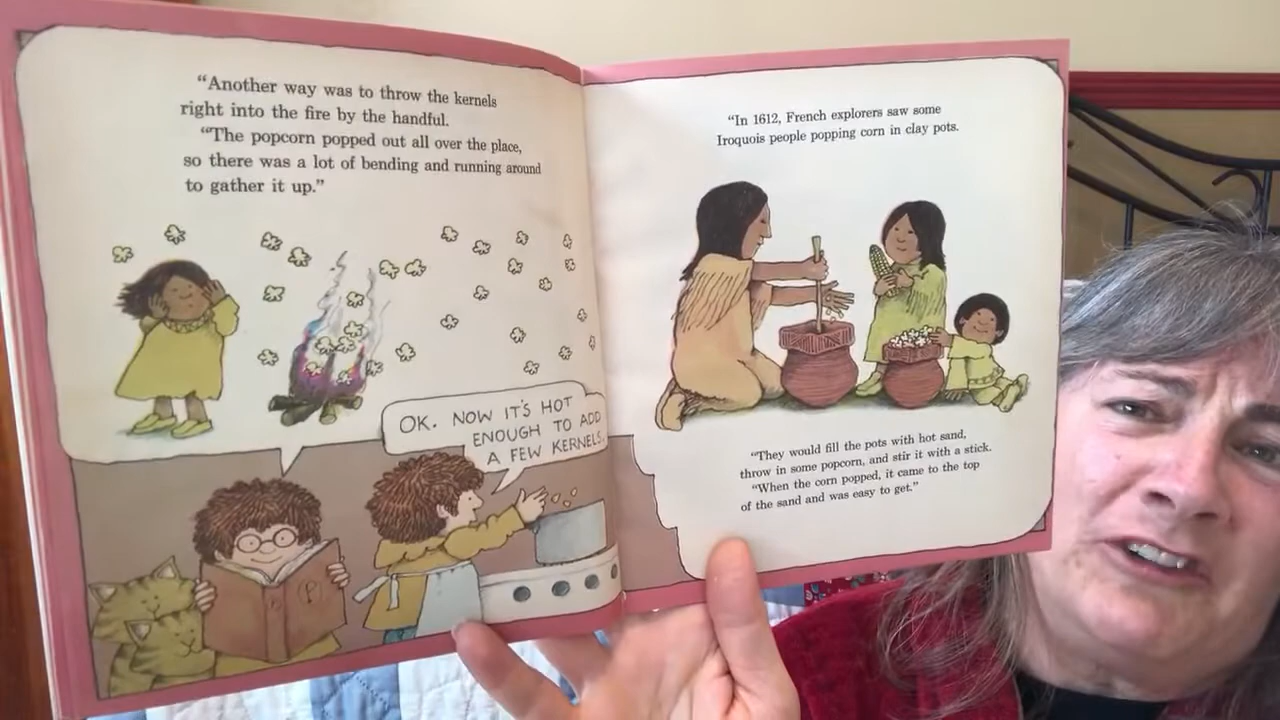 “Another way was to throw the kernels
right into the fire by the handful.
“The popcorn popped out all over the place,
so there was a lot of bending and running around
to gather it up.”
OK. NOW IT'S HOT
ENOUGH TO ADD
A FEW KERNELS.
P
“In 1612, French explorers saw some
Iroquois people popping corn in clay pots.
“They would fill the pots with hot sand,
throw in some popcorn, and stir it with a stick.
“When the corn popped, it came to the top
of the sand and was easy to get.”